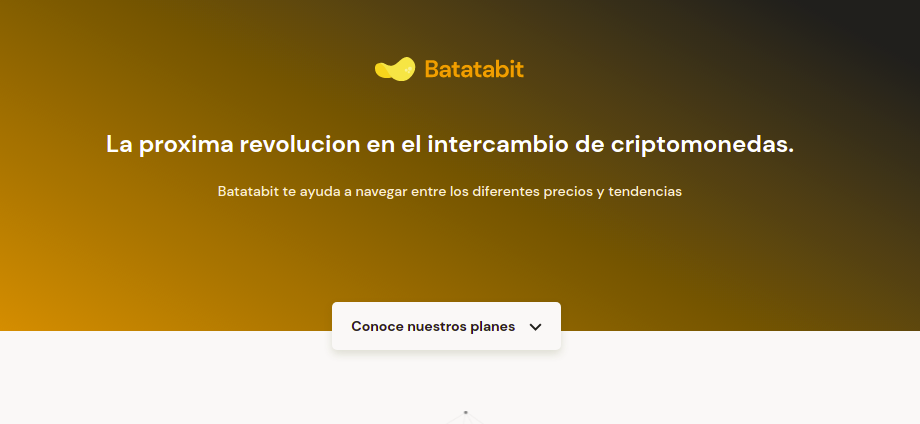 Batatabit
La proxima revolucion en el intercambio de criptomonedas.
Batatabit te ayuda a navegar entre los diferentes precios y tendencias
Conoce nuestros planes